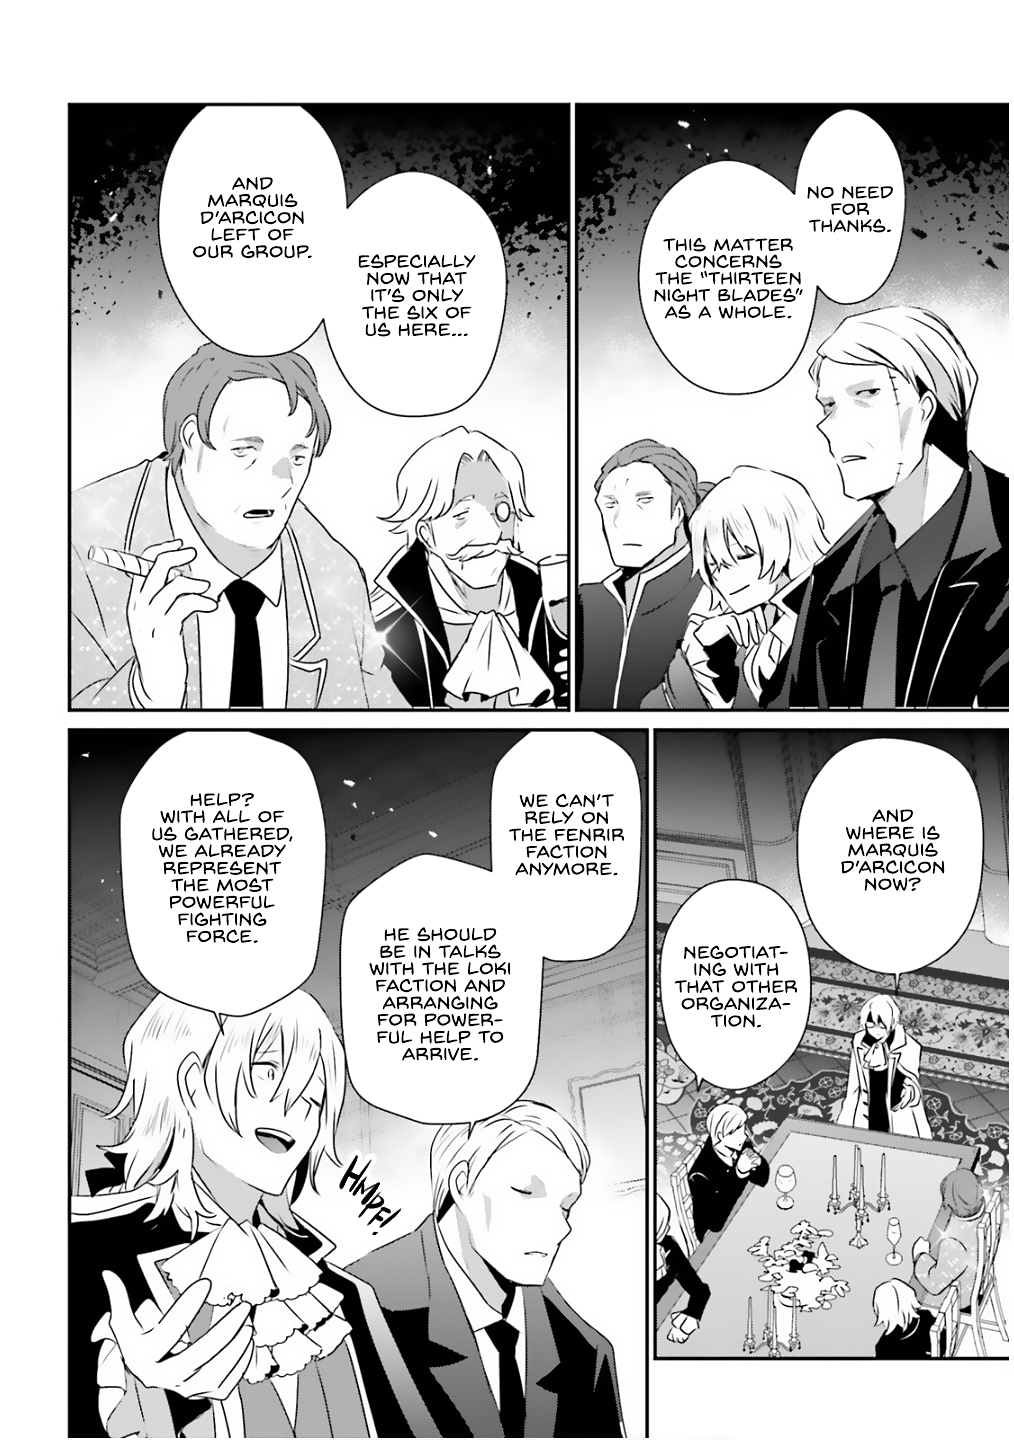 NO NEED
FOR
THANKS.
THIS MATTER
CONCERNS
THE "THIRTEEN
NIGHT BLADES"
AS A WHOLE.
ESPECIALLY
NOW THAT
IT'S ONLY
THE SIX OF
US HERE...
AND
MARQUIS
D'ARCICON
LEFT OF
OUR GROUP.
AND
WHERE IS
MARQUIS
D'ARCICON
NOW?
NEGOTIAT-
ING WITH
THAT OTHER
ORGANIZA-
TION.
WE CAN'T
RELY ON
THE FENRIR
FACTION
ANYMORE.
HE SHOULD
BE IN TALKS
WITH THE LOKI
FACTION AND
ARRANGING
FOR POWER-
FUL HELP TO
ARRIVE.
HELP?
WITH ALL OF
US GATHERED,
WE ALREADY
REPRESENT
THE MOST
POWERFUL
FIGHTING
FORCE.
HMPF!